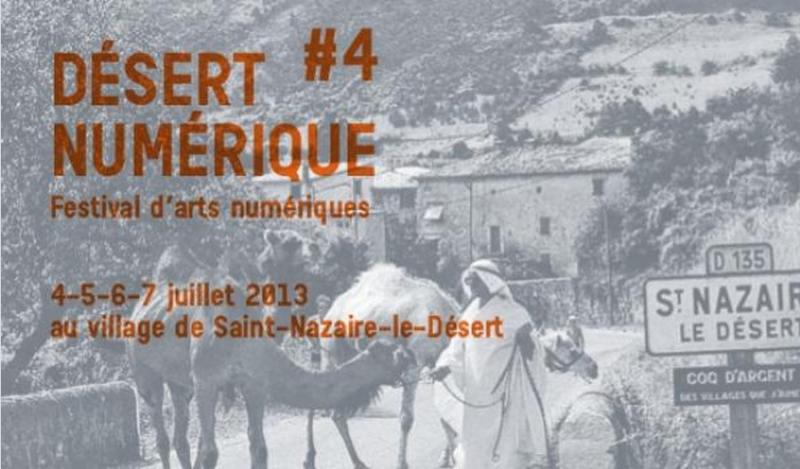 DÉSERT #4
NUMÉRIQUE
Festival d'arts numériques
4-5-6-7 juillet 2013
au village de Saint-Nazaire-le-Désert
D 135
ST NAZAIR
LE DÉSERT
COQ D'ARGENT
DES VILLAGES QUE J'AIME